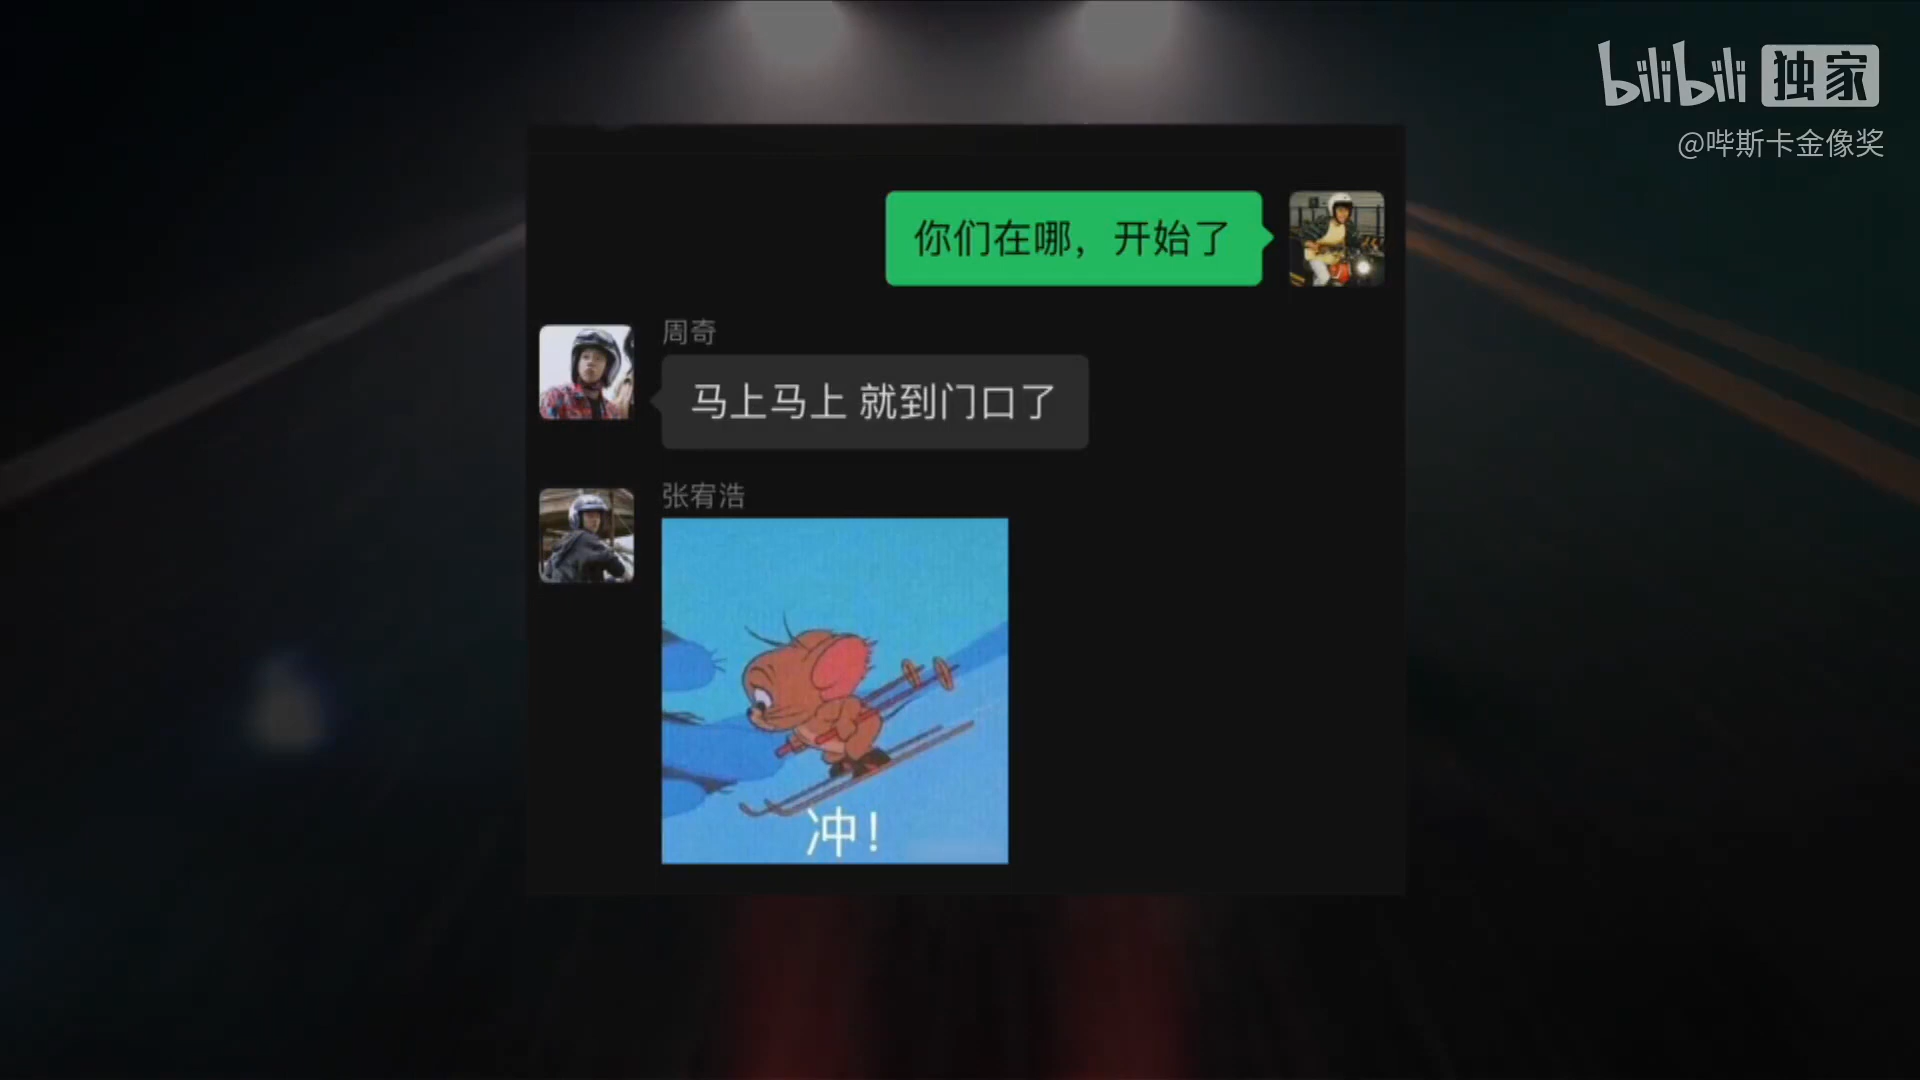 bilibili 独家
@哔斯卡金像奖
你们在哪，开始了
周奇
马上马上 就到门口了
张宥浩
冲！